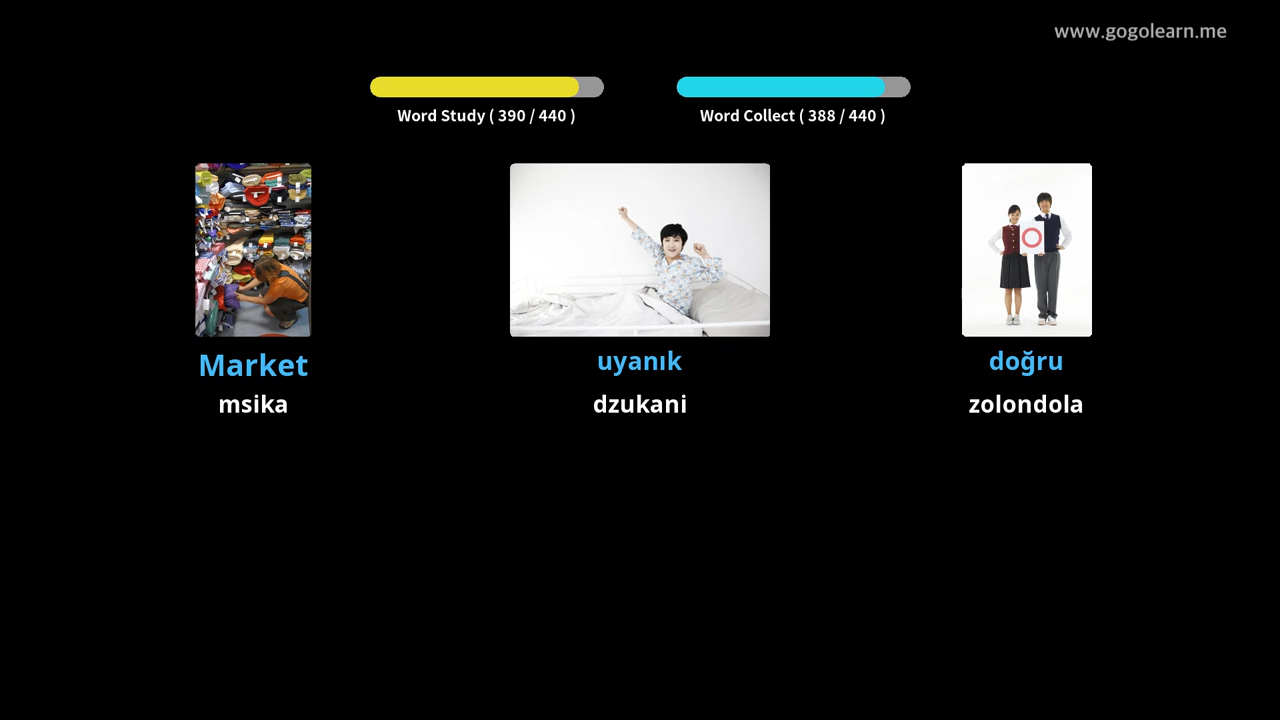 www.gogolearn.me
Word Study ( 390 / 440 )
Word Collect ( 388 / 440 )
Market
uyanık
doğru
msika
dzukani
zolondola